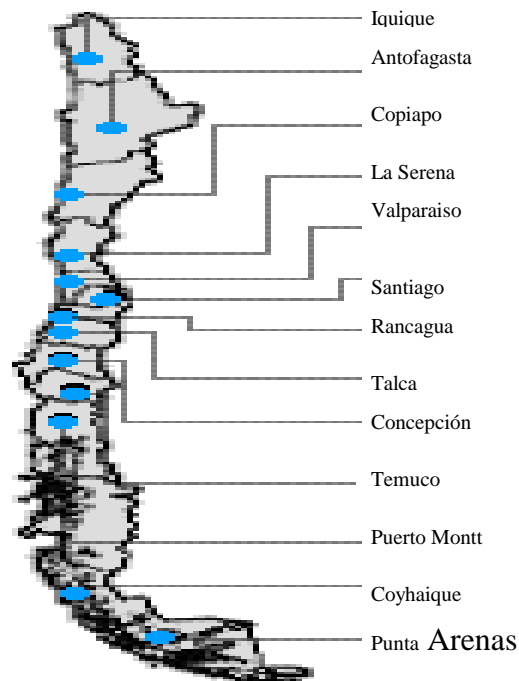 Iquique
Antofagasta
Copiapo
La Serena
Valparaiso
Santiago
Rancagua
Talca
Concepción
Temuco
Puerto Montt
Coyhaique
Punta Arenas